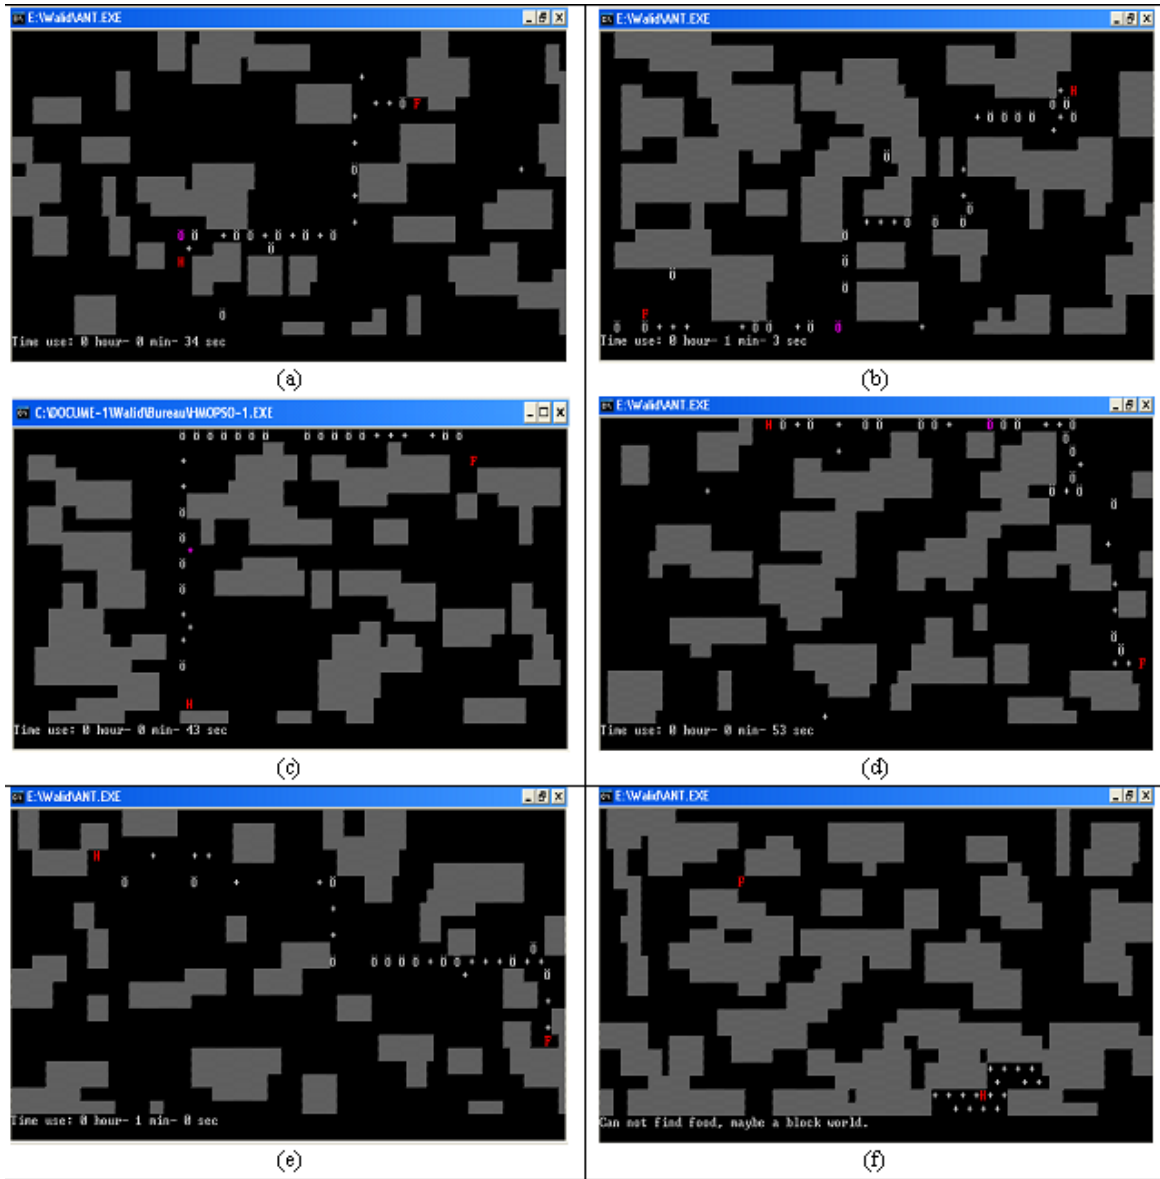 E:\Walid\ANT.EXE
F
H
Time use: 0 hour- 0 min- 34 sec
(a)
E:\Walid\ANT.EXE
H
F
Time use: 0 hour- 1 min- 3 sec
(b)
C:\DOCUME~1\Walid\Bureau\HMOPSO~1.EXE
F
H
Time use: 0 hour- 0 min- 43 sec
(c)
E:\Walid\ANT.EXE
H
F
Time use: 0 hour- 0 min- 53 sec
(d)
E:\Walid\ANT.EXE
H
F
Time use: 0 hour- 1 min- 0 sec
(e)
E:\Walid\ANT.EXE
F
H
Can not find food, maybe a block world.
(f)